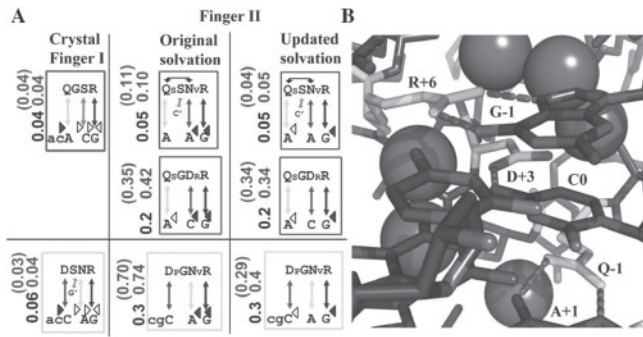 A
Finger II
B
Crystal
Finger I
Original
solvation
Updated
solvation
(0.04)
0.04
0.04
QGSR
acA CG
(0.11)
0.10
0.05
QsSNvR
C'
A A G
(0.04)
0.05
0.05
QsSNvR
A A G
(0.35)
0.42
0.2
QsGDRR
A C G
(0.34)
0.34
0.2
QsGDRR
A C G
(0.03)
0.04
0.06
DSNR
G'
acC AG
(0.70)
0.74
0.3
DPGNvR
cgC A G
(0.29)
0.4
0.3
DPGNvR
cgC A G
R+6
G-1
D+3
C0
Q-1
A+1